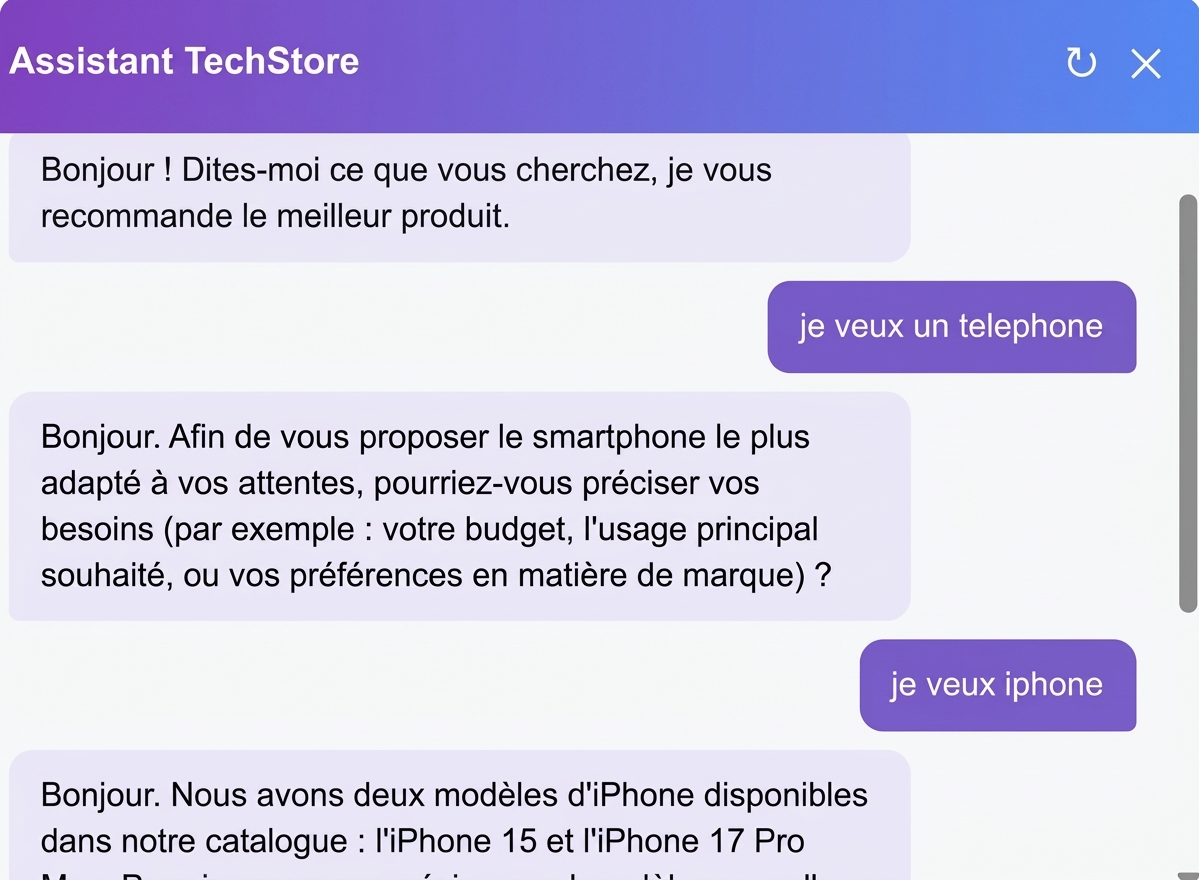 Assistant TechStore
Bonjour ! Dites-moi ce que vous cherchez, je vous
recommande le meilleur produit.
je veux un telephone
Bonjour. Afin de vous proposer le smartphone le plus
adapté à vos attentes, pourriez-vous préciser vos
besoins (par exemple : votre budget, l'usage principal
souhaité, ou vos préférences en matière de marque) ?
je veux iphone
Bonjour. Nous avons deux modèles d'iPhone disponibles
dans notre catalogue : l'iPhone 15 et l'iPhone 17 Pro